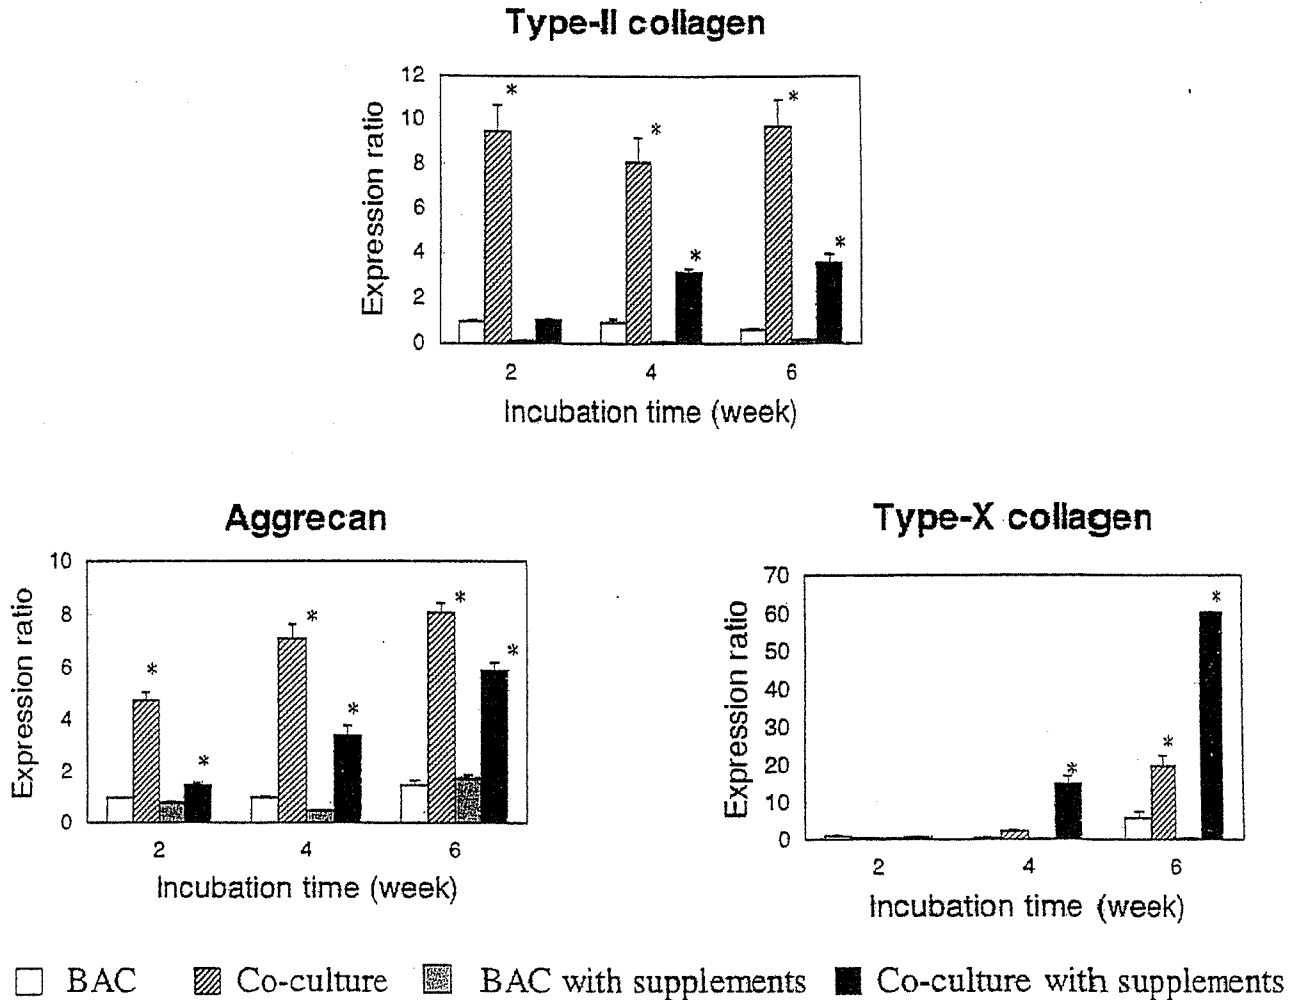 Type-II collagen
Expression ratio
12
10
8
6
4
2
0
*
*
*
*
*
2 4 6
Incubation time (week)
Aggrecan
Expression ratio
10
8
6
4
2
0
*
*
*
*
*
*
2 4 6
Incubation time (week)
Type-X collagen
Expression ratio
70
60
50
40
30
20
10
0
*
*
*
2 4 6
Incubation time (week)
BAC Co-culture BAC with supplements Co-culture with supplements